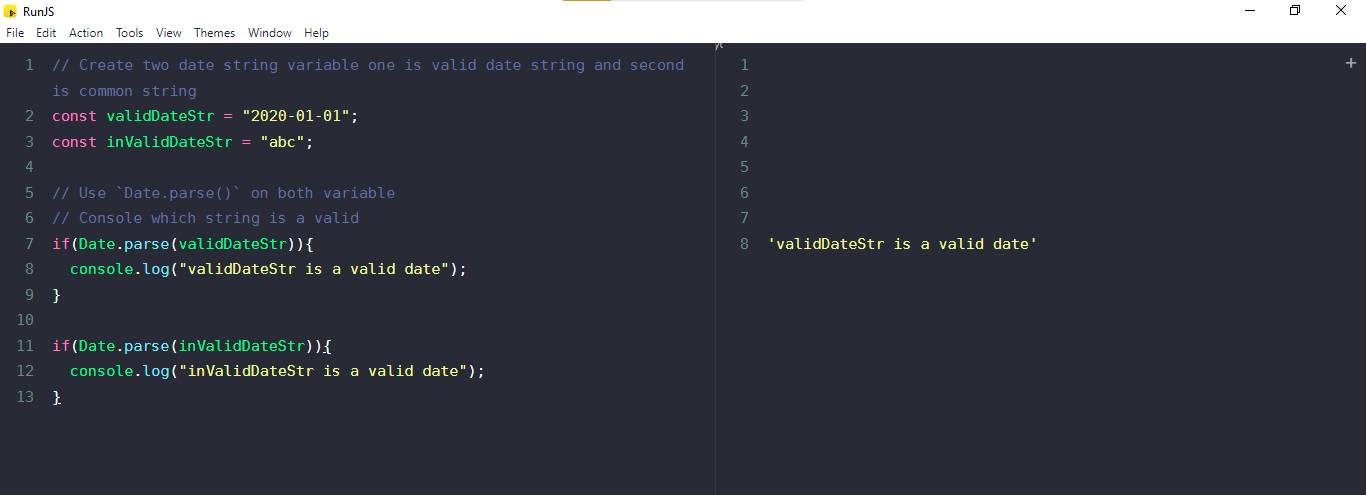 RunJS
File Edit Action Tools View Themes Window Help
1 // Create two date string variable one is valid date string and second
is common string
2 const validDateStr = "2020-01-01";
3 const inValidDateStr = "abc";
4
5 // Use `Date.parse()` on both variable
6 // Console which string is a valid
7 if(Date.parse(validDateStr)){
8 console.log("validDateStr is a valid date");
9 }
10
11 if(Date.parse(inValidDateStr)){
12 console.log("inValidDateStr is a valid date");
13 }
1
2
3
4
5
6
7
8 'validDateStr is a valid date'